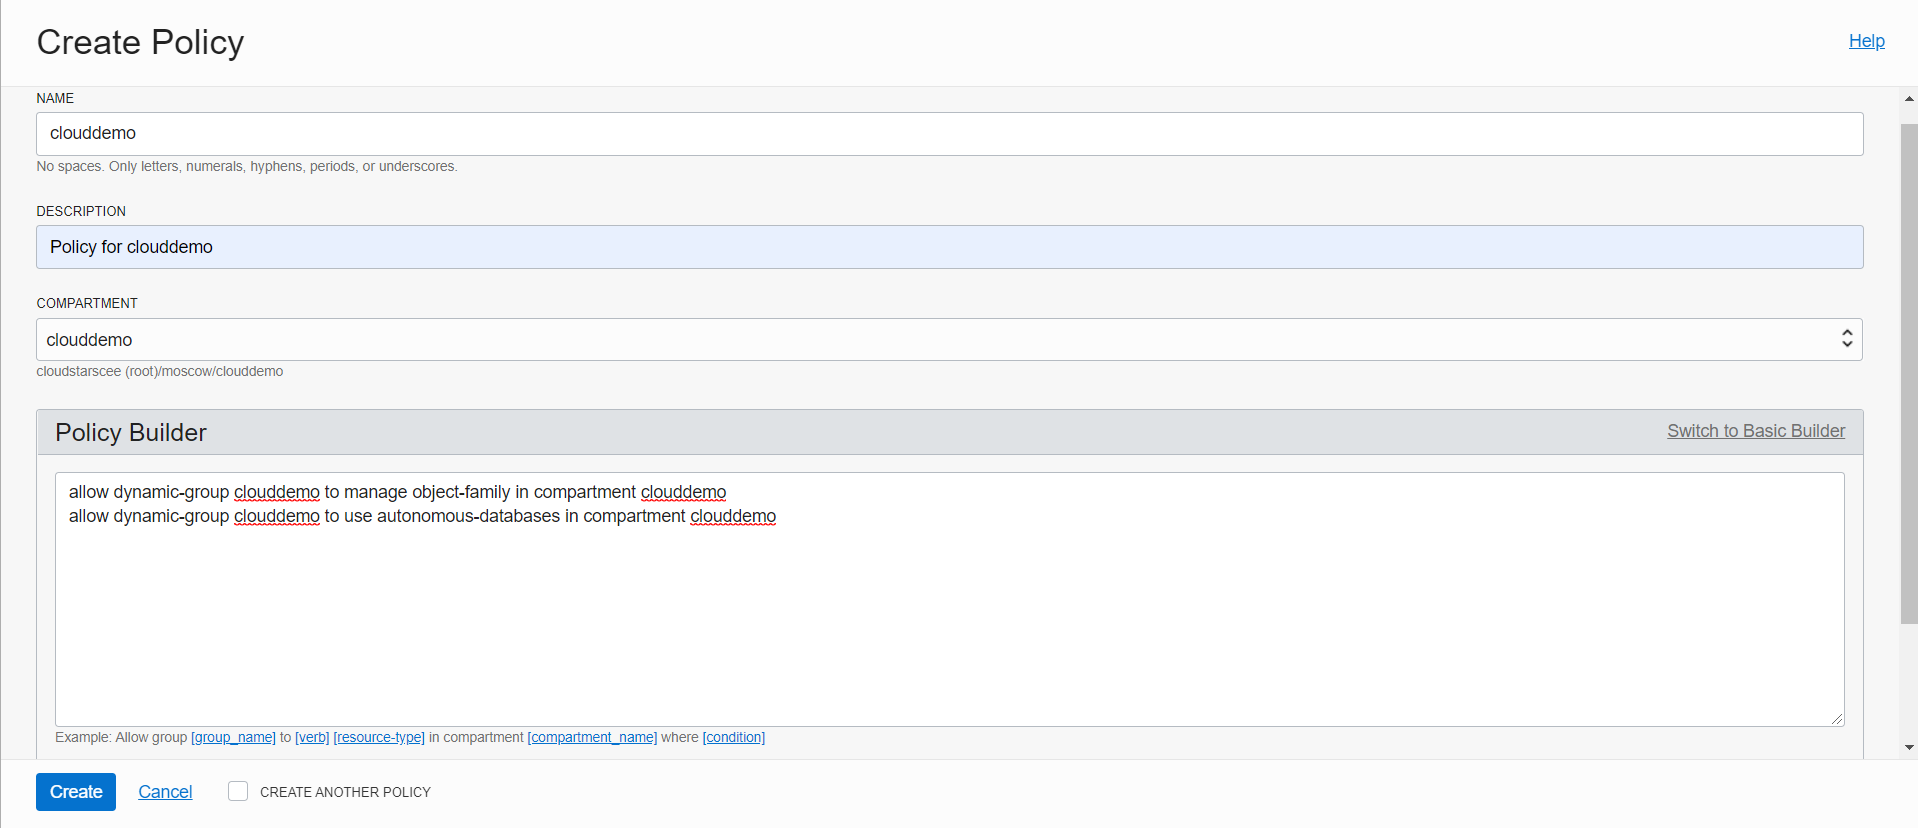 Create Policy
Help
NAME
clouddemo
No spaces. Only letters, numerals, hyphens, periods, or underscores.
DESCRIPTION
Policy for clouddemo
COMPARTMENT
clouddemo
cloudstarscee (root)/moscow/clouddemo
Policy Builder
Switch to Basic Builder
allow dynamic-group clouddemo to manage object-family in compartment clouddemo
allow dynamic-group clouddemo to use autonomous-databases in compartment clouddemo
Example: Allow group [group_name] to [verb] [resource-type] in compartment [compartment_name] where [condition]
Create
Cancel
CREATE ANOTHER POLICY